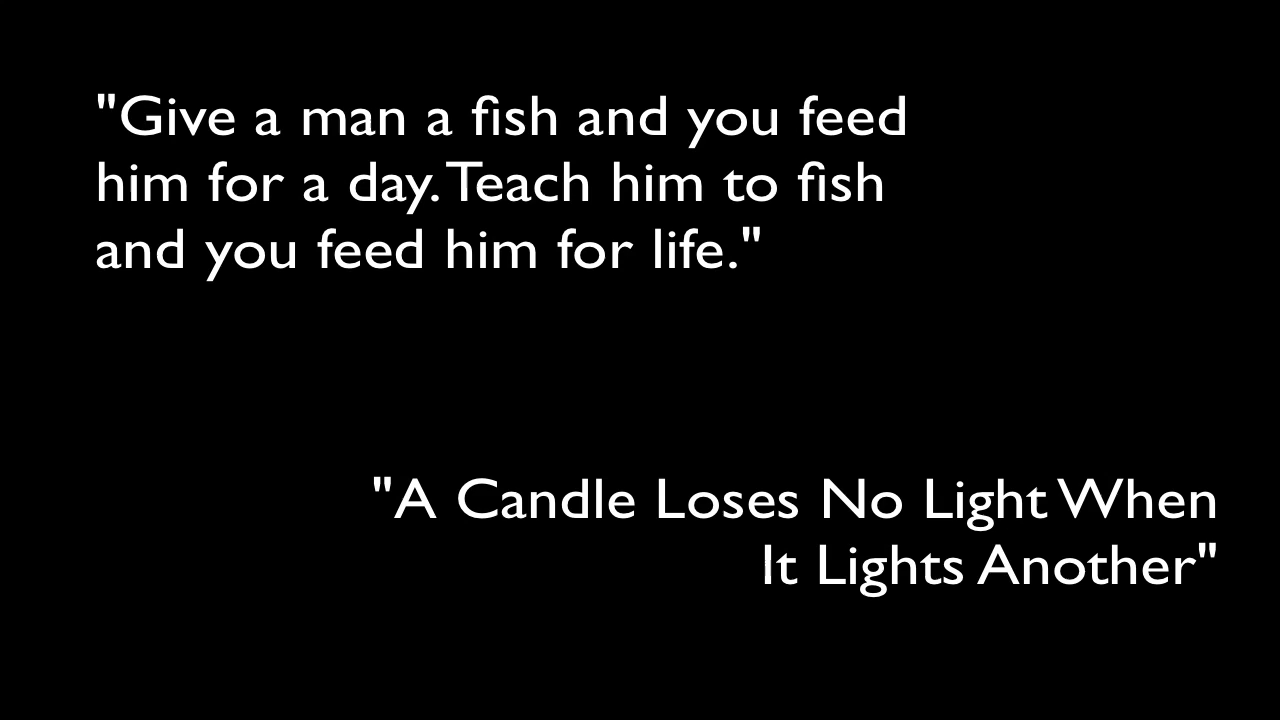 "Give a man a fish and you feed
him for a day. Teach him to fish
and you feed him for life."
"A Candle Loses No Light When
It Lights Another"